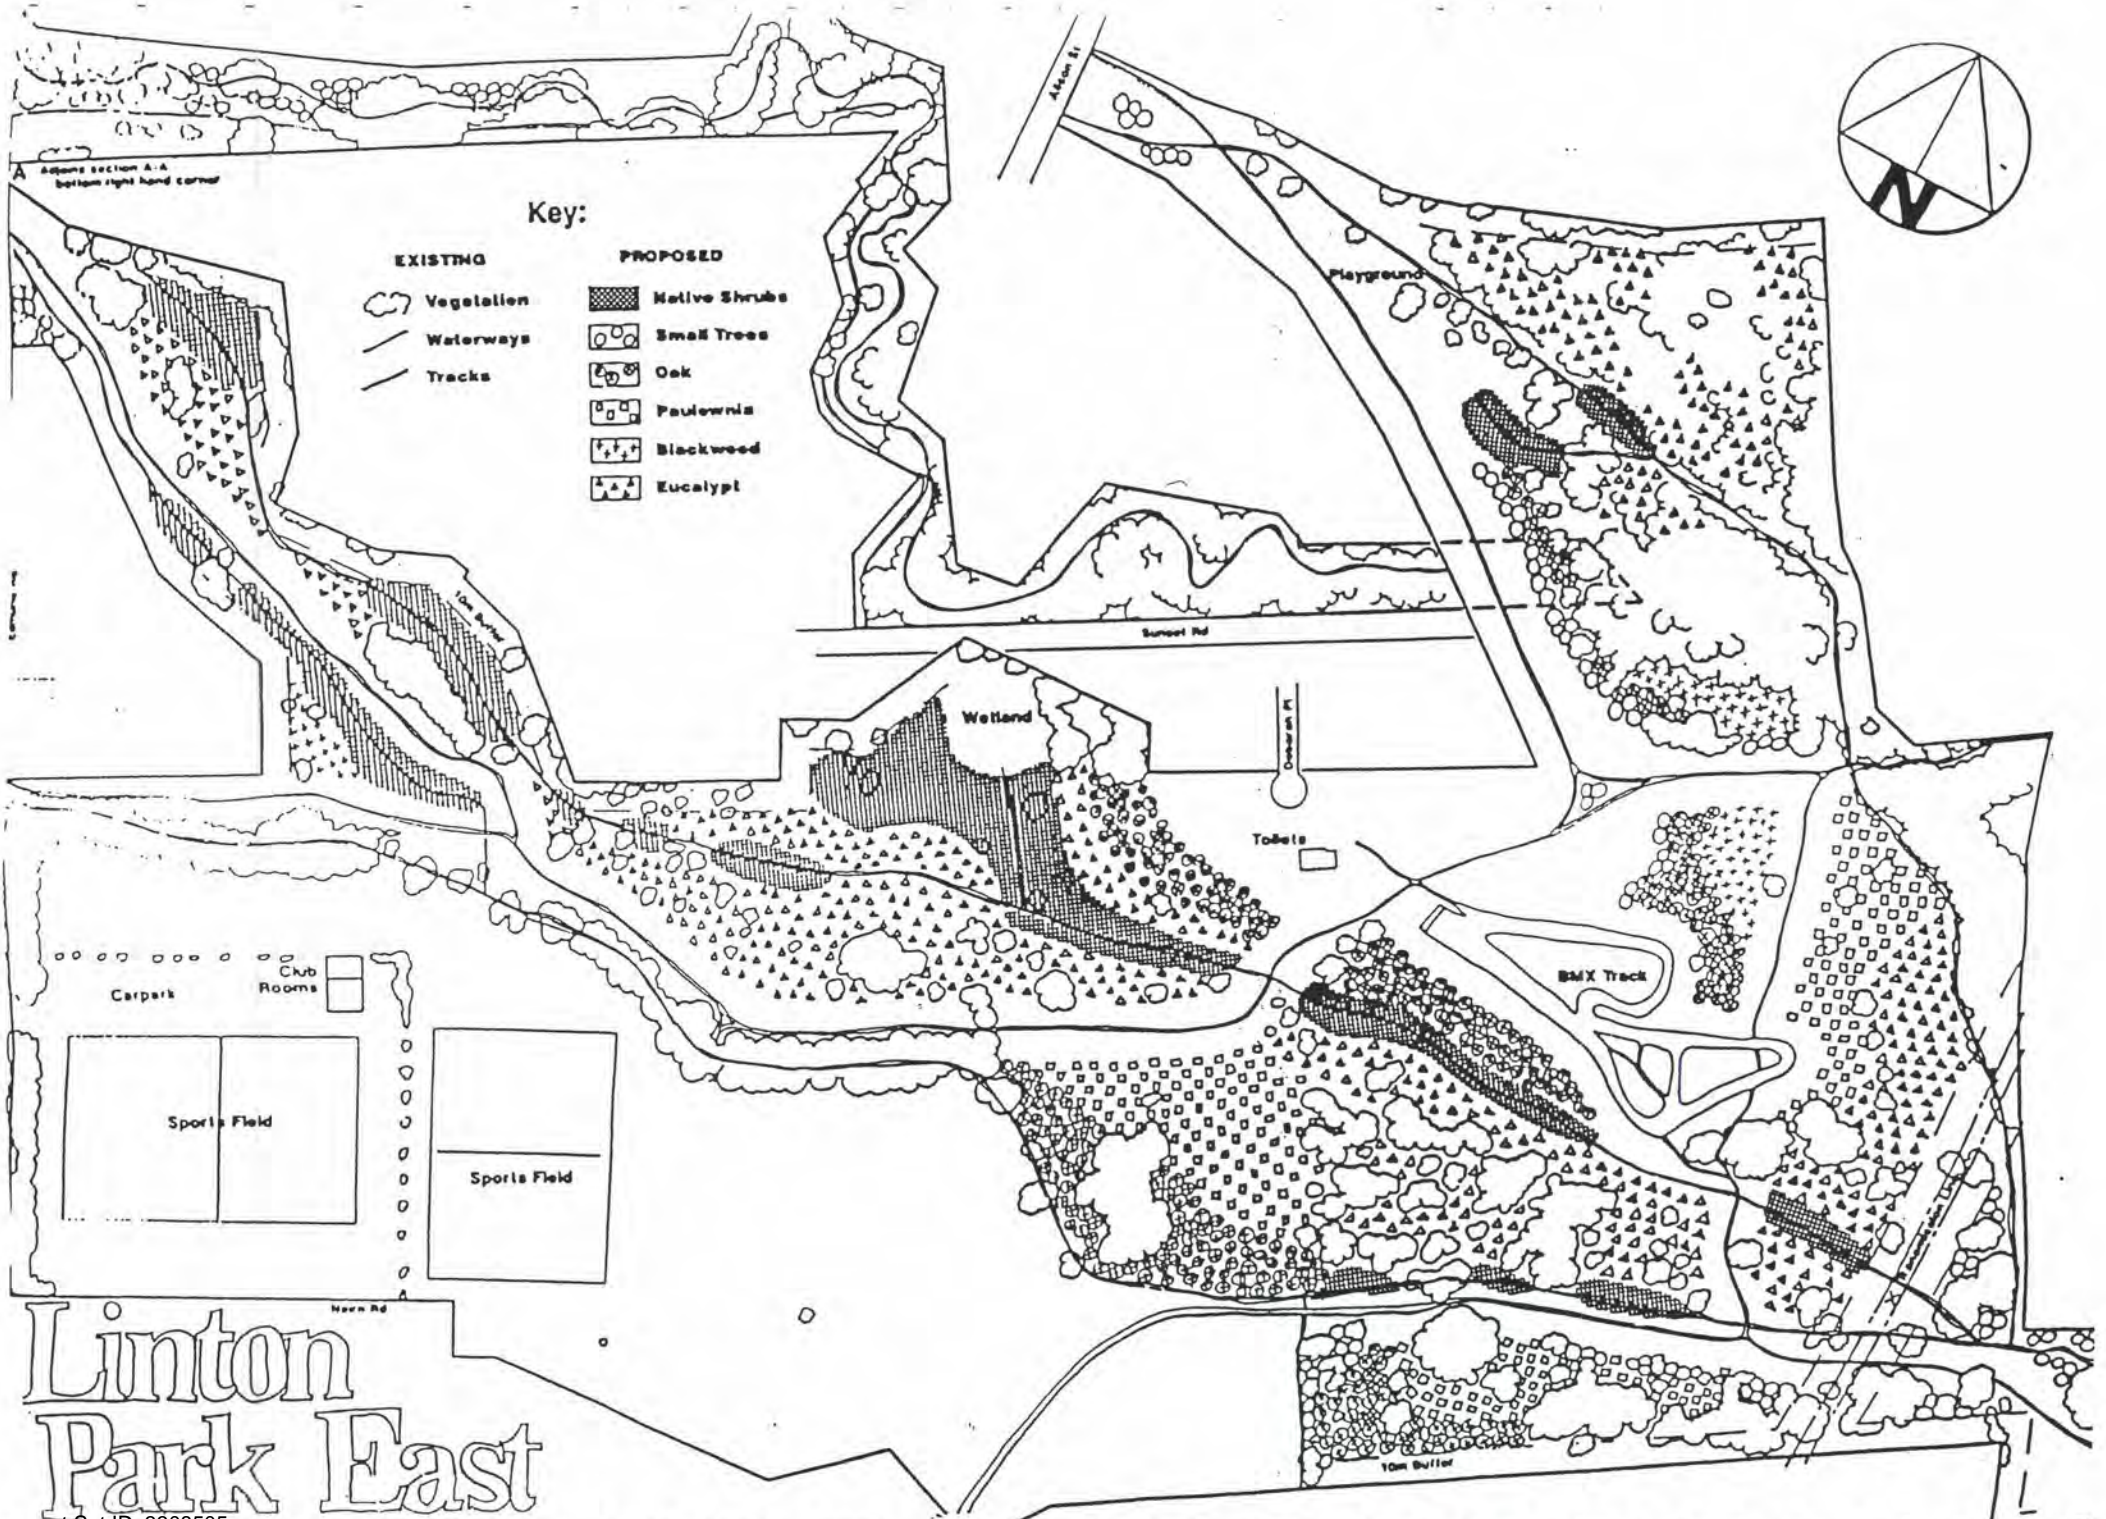 A
Adjoins section A-A
bottom right hand corner
Key:
EXISTING
Vegetation
Waterways
Tracks
PROPOSED
Native Shrubs
Small Trees
Oak
Paulownia
Blackwood
Eucalypt
N
Playground
10m Buffer
Sunset Rd
Wetland
Toilets
BMX Track
Club
Rooms
Carpark
Sports Field
Sports Field
Transmission Lines
10m Buffer
Linton
Park East